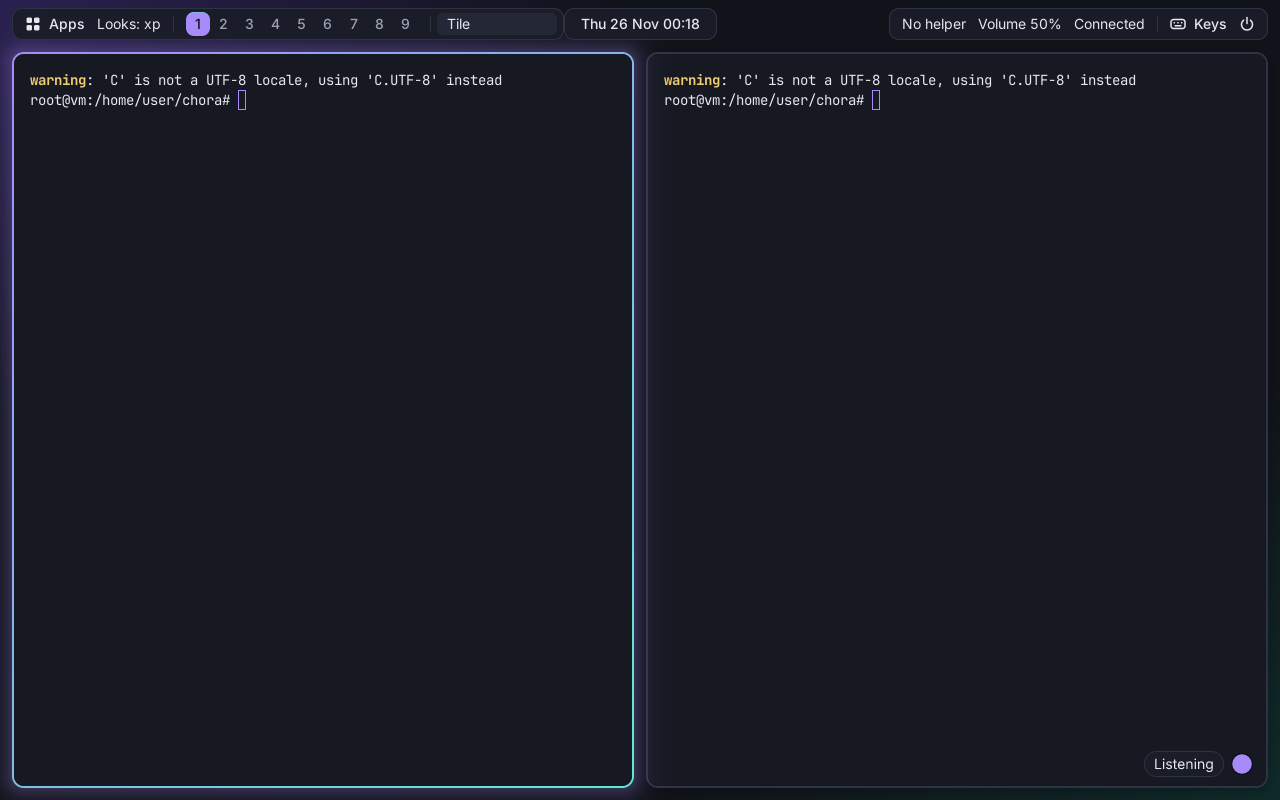 Apps Looks: xp 1 2 3 4 5 6 7 8 9 Tile Thu 26 Nov 00:18 No helper Volume 50% Connected Keys
warning: 'C' is not a UTF-8 locale, using 'C.UTF-8' instead
root@vm:/home/user/chora#
warning: 'C' is not a UTF-8 locale, using 'C.UTF-8' instead
root@vm:/home/user/chora#
Listening